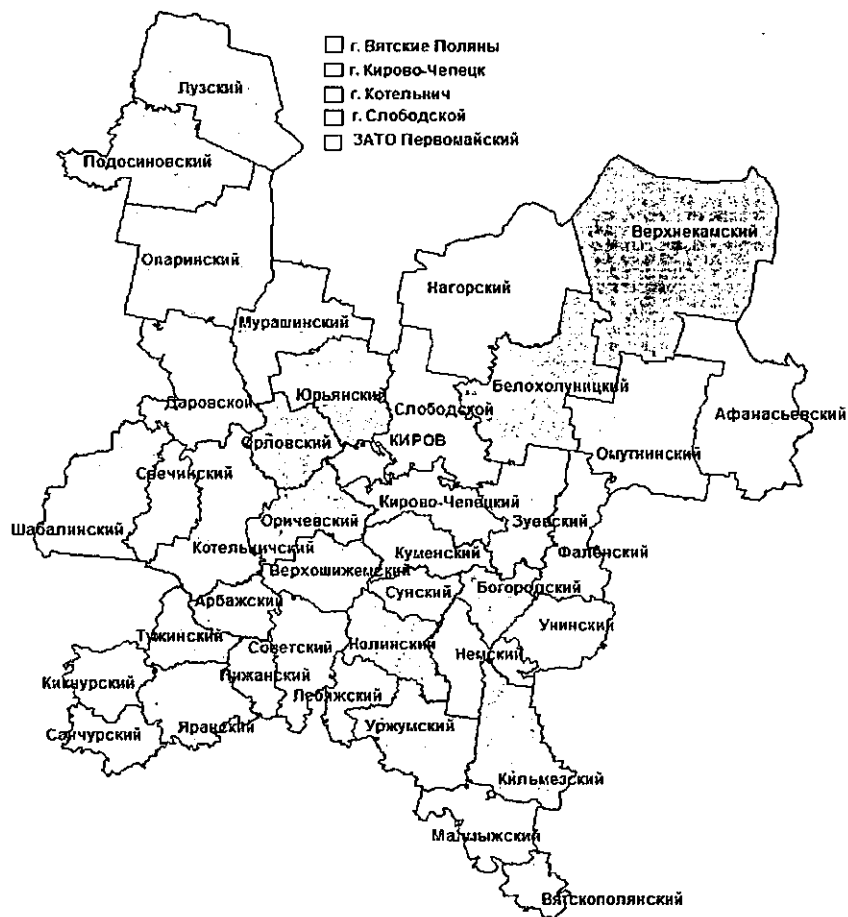 г. Вятские Поляны
г. Кирово-Чепецк
г. Котельнич
г. Слободской
ЗАТО Первомайский
Лузский
Подосиновский
Верхнекамский
Опаринский
Нагорский
Мурашинский
Белохолуницкий
Юрьянский
Даровской
Слободской
Афанасьевский
Орловский
КИРОВ
Омутнинский
Свечинский
Кирово-Чепецкий
Шабалинский
Оричевский
Зуевский
Котельничский
Куменский
Фаленский
Верхошижемский
Богородский
Сунский
Арбажский
Унинский
Тужинский
Советский
Нолинский
Немский
Пижанский
Кикнурский
Лебяжский
Санчурский
Яранский
Уржумский
Кильмезский
Малмыжский
Вятскополянский